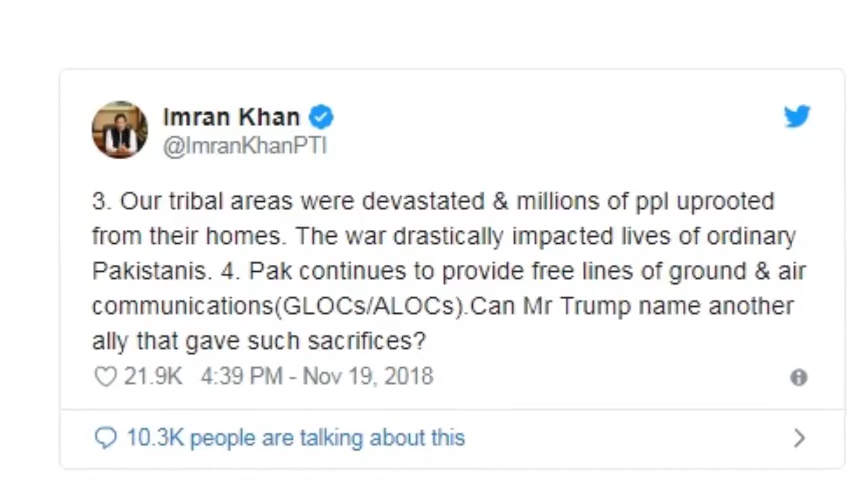 Imran Khan
@ImranKhanPTI
3. Our tribal areas were devastated & millions of ppl uprooted
from their homes. The war drastically impacted lives of ordinary
Pakistanis. 4. Pak continues to provide free lines of ground & air
communications(GLOCs/ALOCs).Can Mr Trump name another
ally that gave such sacrifices?
21.9K 4:39 PM - Nov 19, 2018
10.3K people are talking about this